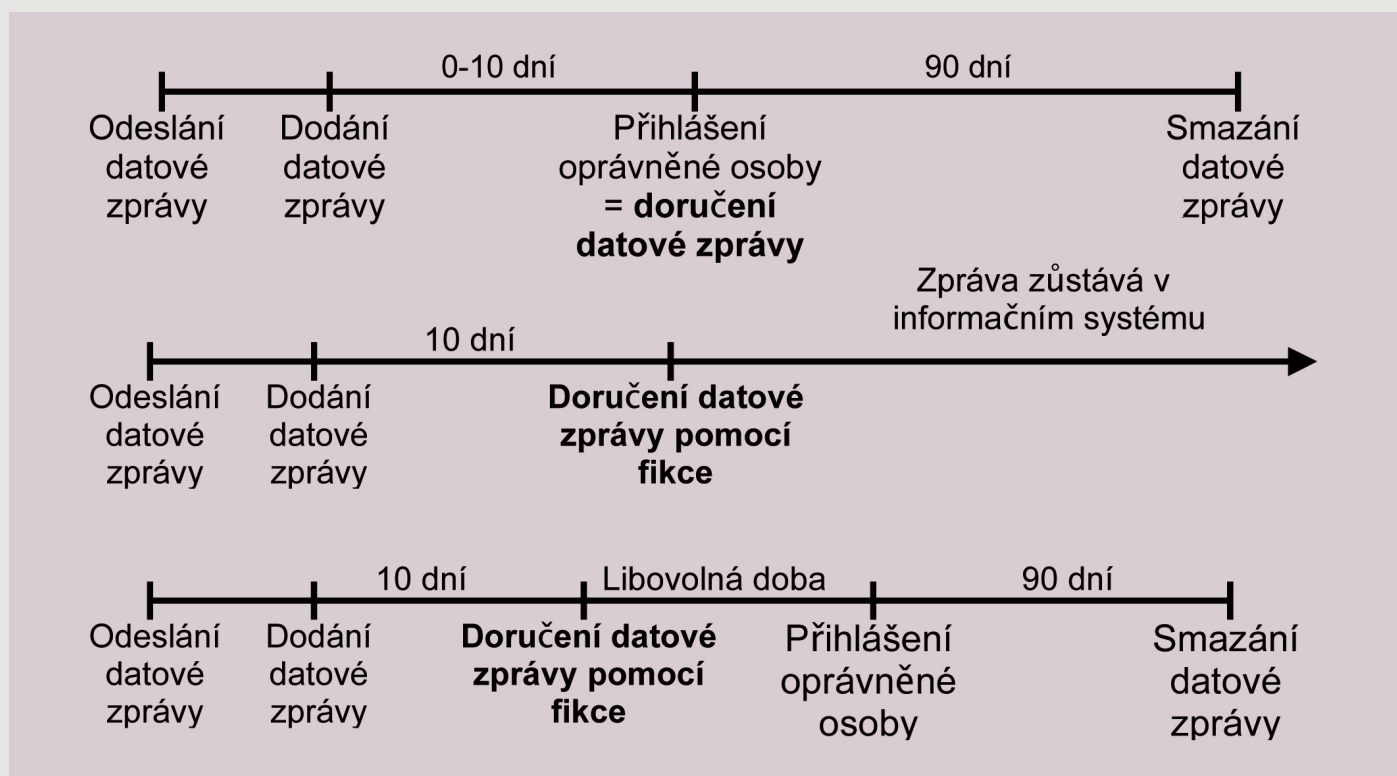 0-10 dní
90 dní
Odeslání
datové
zprávy
Dodání
datové
zprávy
Přihlášení
oprávněné osoby
= doručení
datové zprávy
Smazání
datové
zprávy
Zpráva zůstává v
informačním systému
10 dní
Odeslání
datové
zprávy
Dodání
datové
zprávy
Doručení datové
zprávy pomocí
fikce
10 dní
Libovolná doba
90 dní
Odeslání
datové
zprávy
Dodání
datové
zprávy
Doručení datové
zprávy pomocí
fikce
Přihlášení
oprávněné
osoby
Smazání
datové
zprávy